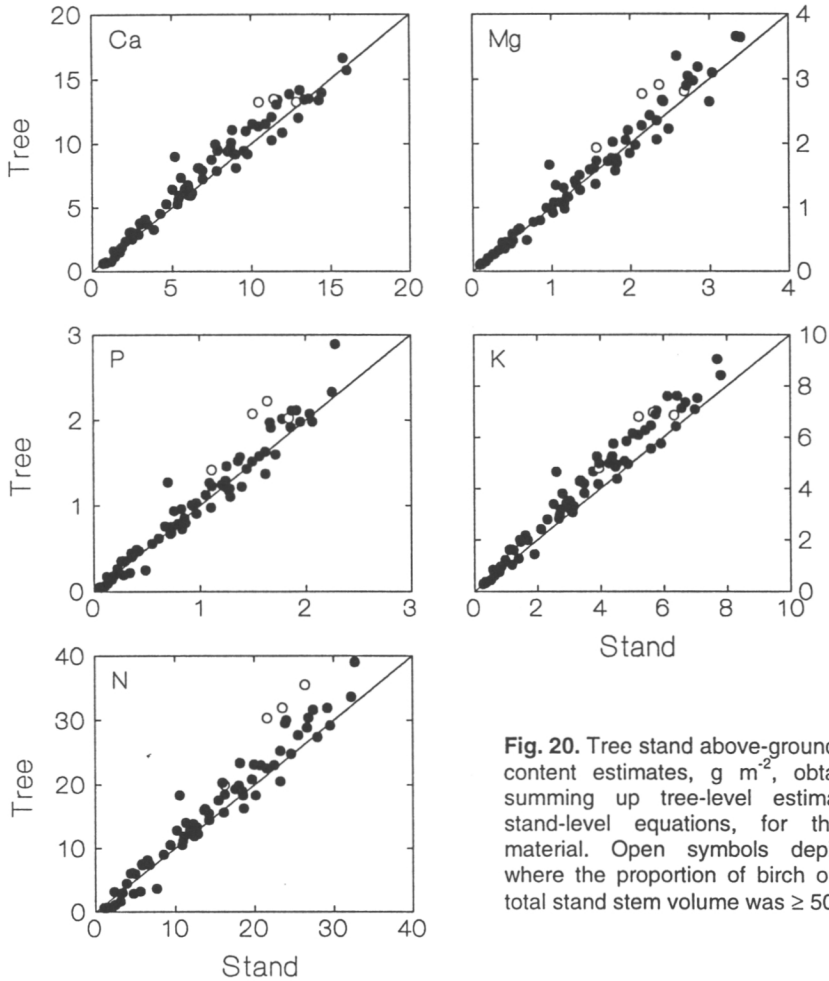 20
Ca
15
Tree
10
5
0
0 5 10 15 20
Mg
4
3
2
1
0
0 1 2 3 4
3
P
2
Tree
1
0
0 1 2 3
K
10
8
6
4
2
0
0 2 4 6 8 10
Stand
40
N
30
Tree
20
10
0
0 10 20 30 40
Stand
Fig. 20. Tree stand above-ground
content estimates, g m⁻², obta
summing up tree-level estima
stand-level equations, for th
material. Open symbols dep
where the proportion of birch o
total stand stem volume was ≥ 50